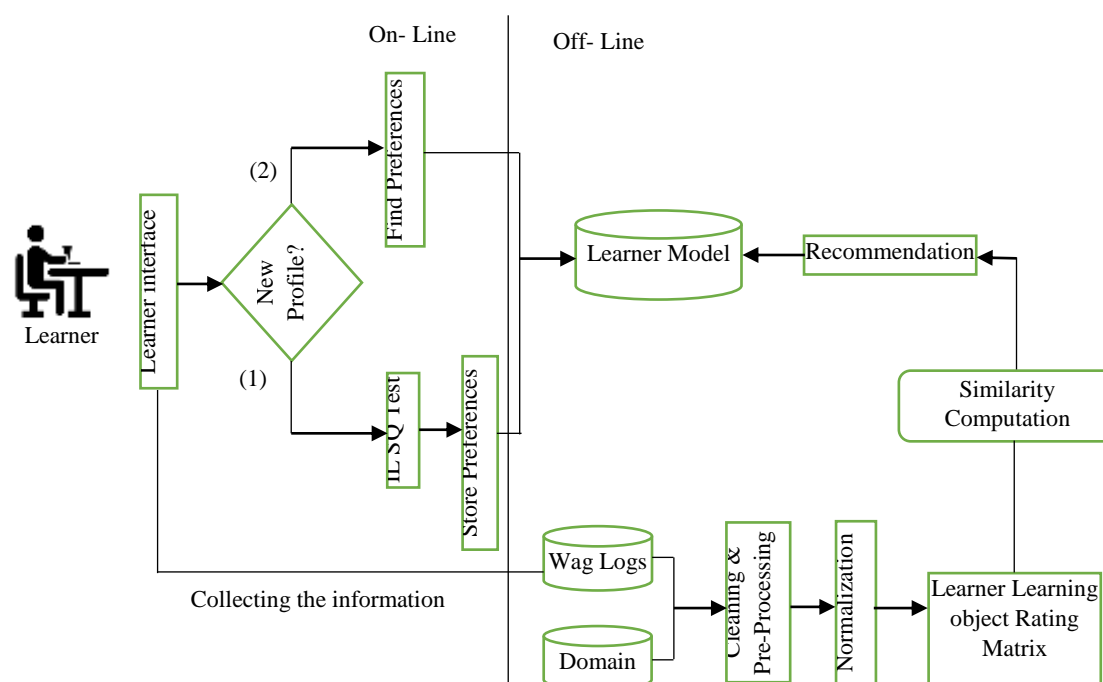 On- Line
Off- Line
(2)
Find Preferences
Learner interface
New
Profile?
Learner Model
Recommendation
Learner
(1)
IL SQ Test
Store Preferences
Similarity
Computation
Wag Logs
Collecting the information
Cleaning &
Pre-Processing
Normalization
Learner Learning
object Rating
Matrix
Domain